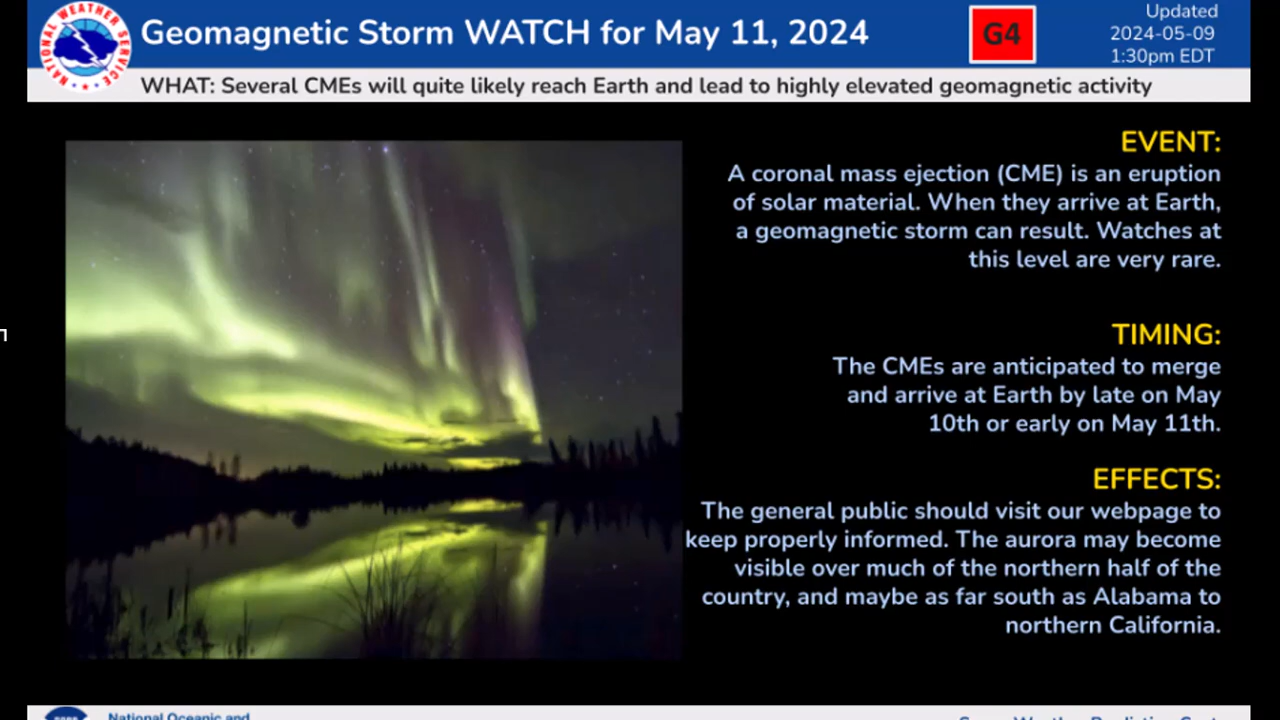 NATIONAL WEATHER SERVICE
Geomagnetic Storm WATCH for May 11, 2024
G4
Updated
2024-05-09
1:30pm EDT
WHAT: Several CMEs will quite likely reach Earth and lead to highly elevated geomagnetic activity
EVENT:
A coronal mass ejection (CME) is an eruption
of solar material. When they arrive at Earth,
a geomagnetic storm can result. Watches at
this level are very rare.
TIMING:
The CMEs are anticipated to merge
and arrive at Earth by late on May
10th or early on May 11th.
EFFECTS:
The general public should visit our webpage to
keep properly informed. The aurora may become
visible over much of the northern half of the
country, and maybe as far south as Alabama to
northern California.
National Oceanic and
Space Weather Prediction